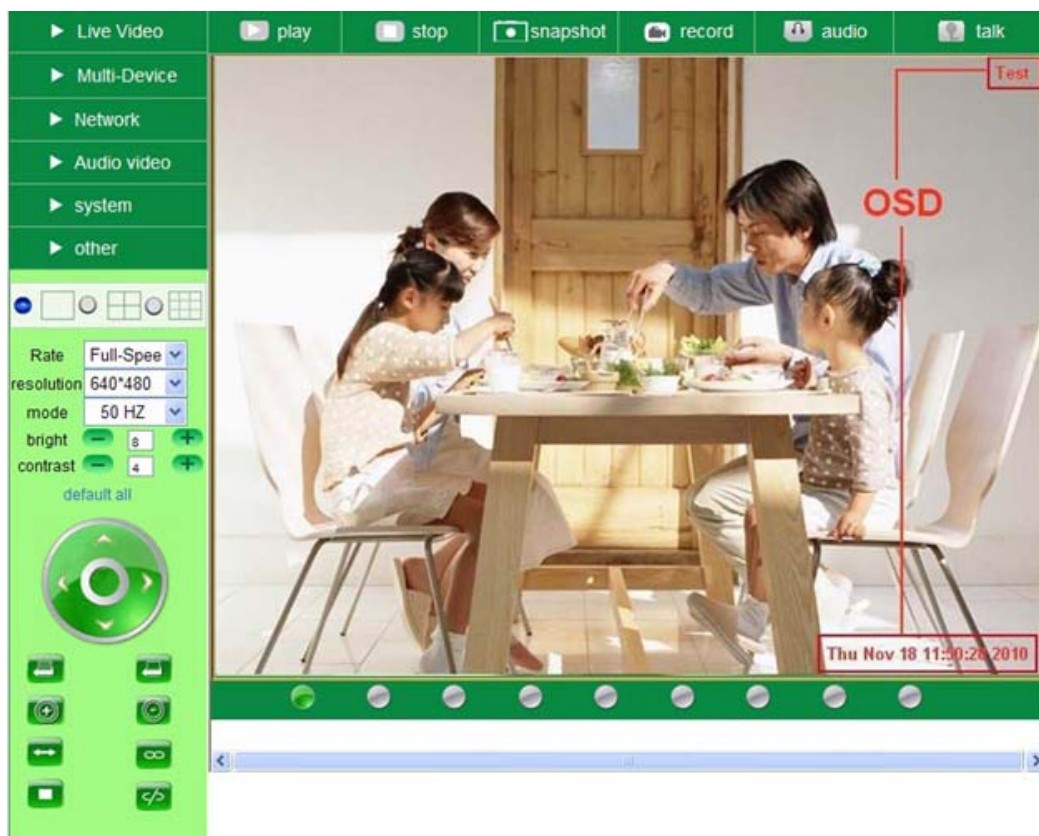 Live Video
play
stop
snapshot
record
audio
talk
Multi-Device
Network
Audio video
system
other
Test
OSD
Rate Full-Spee
resolution 640*480
mode 50 HZ
bright 8
contrast 4
default all
Thu Nov 18 11:50:26 2010